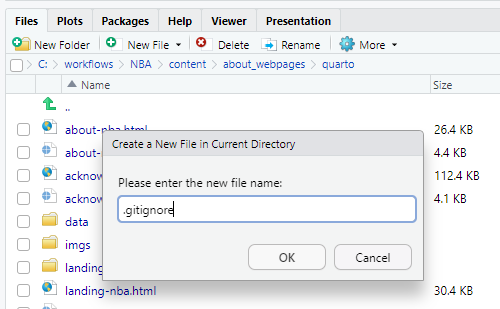 Files Plots Packages Help Viewer Presentation
New Folder New File Delete Rename More
C: workflows NBA content about_webpages quarto
Name Size
..
about-nba.html 26.4 KB
about- 4.4 KB
Create a New File in Current Directory
acknow 112.4 KB
Please enter the new file name:
acknow 4.1 KB
.gitignore
data
imgs
OK Cancel
landing
landing-nba.html 30.4 KB